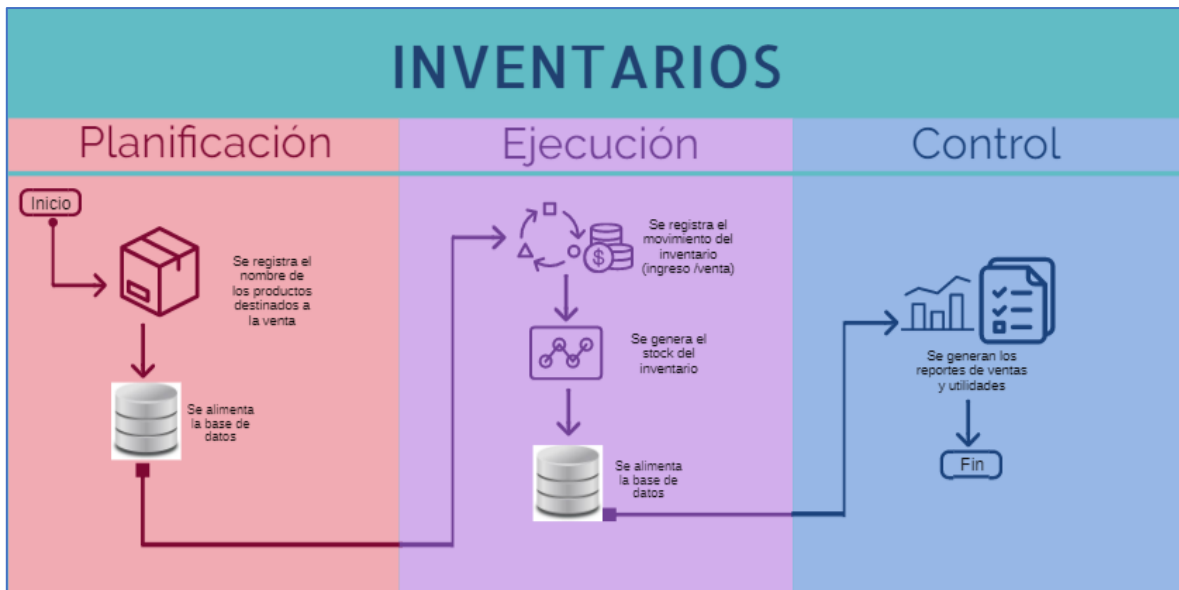 INVENTARIOS
Planificación
Ejecución
Control
Inicio
Se registra el
nombre de
los productos
destinados a
la venta
Se alimenta
la base de
datos
Se registra el
movimiento del
inventario
(ingreso /venta)
$
Se genera el
stock del
inventario
Se alimenta
la base de
datos
Se generan los
reportes de ventas
y utilidades
Fin